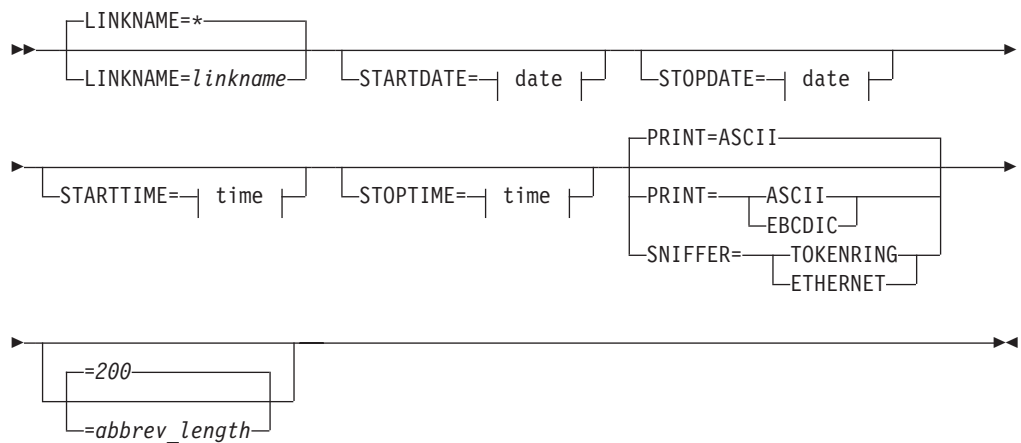 LINKNAME=*
LINKNAME=linkname
STARTDATE= date
STOPDATE= date
STARTTIME= time
STOPTIME= time
PRINT=ASCII
PRINT= ASCII
EBCDIC
SNIFFER= TOKENRING
ETHERNET
=200
=abbrev_length